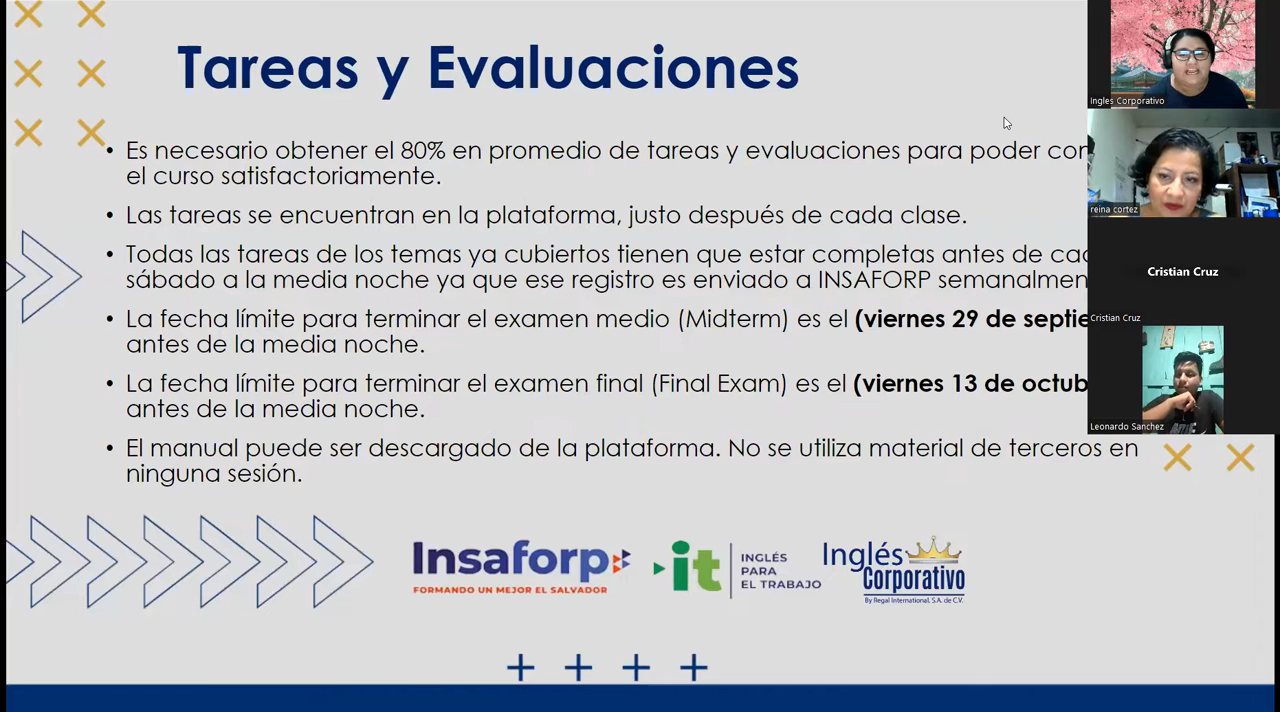 Tareas y Evaluaciones
• Es necesario obtener el 80% en promedio de tareas y evaluaciones para poder
el curso satisfactoriamente.
• Las tareas se encuentran en la plataforma, justo después de cada clase.
• Todas las tareas de los temas ya cubiertos tienen que estar completas antes de
sábado a la media noche ya que ese registro es enviado a INSAFORP
• La fecha límite para terminar el examen medio (Midterm) es el (viernes 29 de
antes de la media noche.
• La fecha límite para terminar el examen final (Final Exam) es el (viernes 13 de
antes de la media noche.
• El manual puede ser descargado de la plataforma. No se utiliza material de terceros en
ninguna sesión.
Insaforp
FORMANDO UN MEJOR EL SALVADOR
it
INGLÉS
PARA
EL TRABAJO
Inglés
Corporativo
By Regal International, S.A. de C.V.
Ingles Corporativo
reina cortez
Cristian Cruz
Cristian Cruz
Leonardo Sanchez